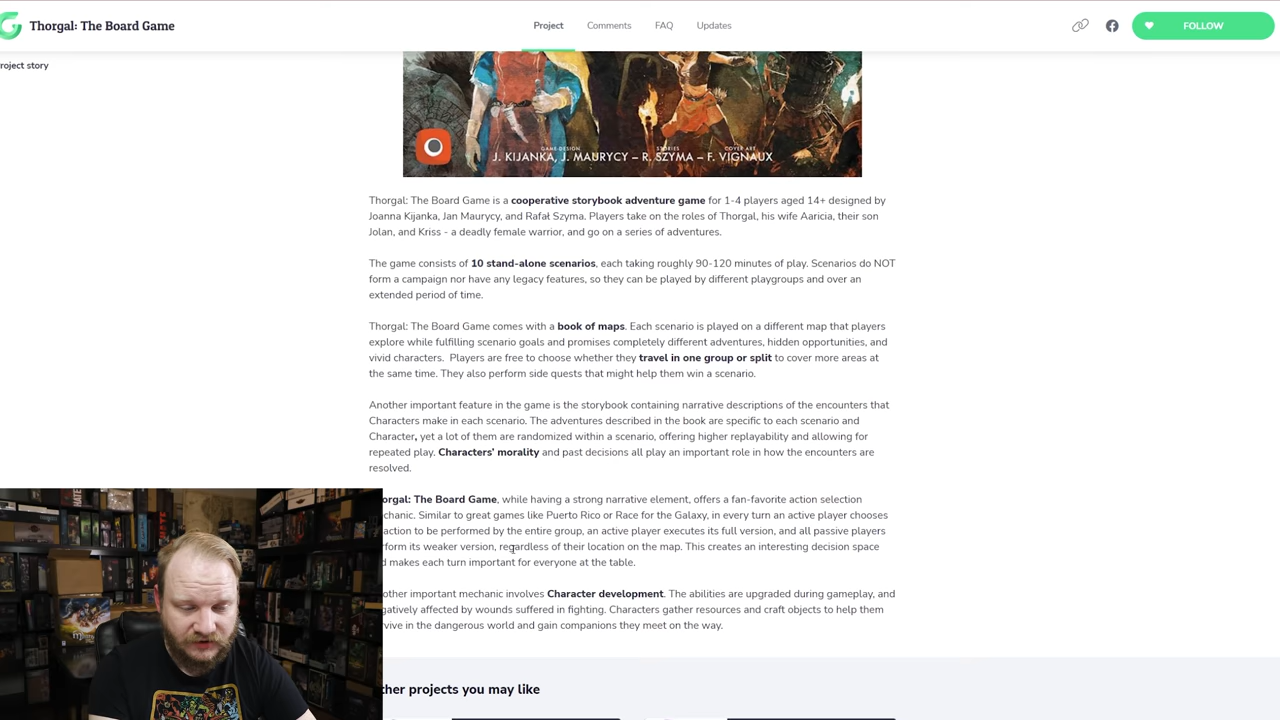 Thorgal: The Board Game
Project
Comments
FAQ
Updates
FOLLOW
roject story
GAME DESIGN
STORIES
COVER ART
J. KIJANKA, J. MAURYCY – R. SZYMA – F. VIGNAUX
Thorgal: The Board Game is a cooperative storybook adventure game for 1-4 players aged 14+ designed by
Joanna Kijanka, Jan Maurycy, and Rafał Szyma. Players take on the roles of Thorgal, his wife Aaricia, their son
Jolan, and Kriss - a deadly female warrior, and go on a series of adventures.
The game consists of 10 stand-alone scenarios, each taking roughly 90-120 minutes of play. Scenarios do NOT
form a campaign nor have any legacy features, so they can be played by different playgroups and over an
extended period of time.
Thorgal: The Board Game comes with a book of maps. Each scenario is played on a different map that players
explore while fulfilling scenario goals and promises completely different adventures, hidden opportunities, and
vivid characters. Players are free to choose whether they travel in one group or split to cover more areas at
the same time. They also perform side quests that might help them win a scenario.
Another important feature in the game is the storybook containing narrative descriptions of the encounters that
Characters make in each scenario. The adventures described in the book are specific to each scenario and
Character, yet a lot of them are randomized within a scenario, offering higher replayability and allowing for
repeated play. Characters' morality and past decisions all play an important role in how the encounters are
resolved.
orgal: The Board Game, while having a strong narrative element, offers a fan-favorite action selection
chanic. Similar to great games like Puerto Rico or Race for the Galaxy, in every turn an active player chooses
action to be performed by the entire group, an active player executes its full version, and all passive players
rform its weaker version, regardless of their location on the map. This creates an interesting decision space
d makes each turn important for everyone at the table.
other important mechanic involves Character development. The abilities are upgraded during gameplay, and
gatively affected by wounds suffered in fighting. Characters gather resources and craft objects to help them
rvive in the dangerous world and gain companions they meet on the way.
ther projects you may like